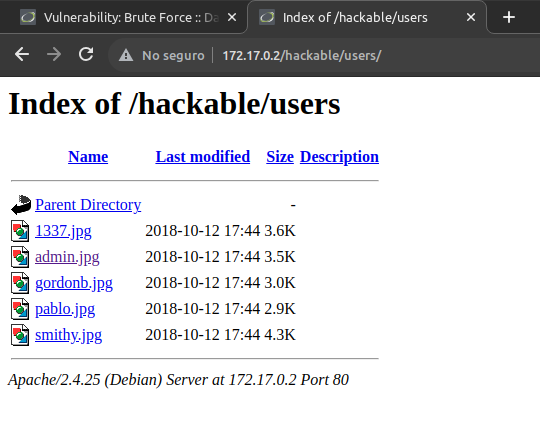 Vulnerability: Brute Force :: Da
Index of /hackable/users
No seguro 172.17.0.2/hackable/users/
Index of /hackable/users
Name Last modified Size Description
Parent Directory -
1337.jpg 2018-10-12 17:44 3.6K
admin.jpg 2018-10-12 17:44 3.5K
gordonb.jpg 2018-10-12 17:44 3.0K
pablo.jpg 2018-10-12 17:44 2.9K
smithy.jpg 2018-10-12 17:44 4.3K
Apache/2.4.25 (Debian) Server at 172.17.0.2 Port 80